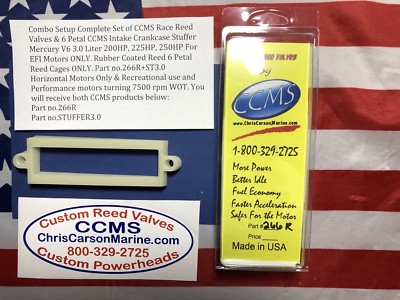 Combo Setup Complete Set of CCMS Race Reed
Valves & 6 Petal CCMS Intake Crankcase Stuffer
Mercury V6 3.0 Liter 200HP, 225HP, 250HP For
EFI Motors ONLY. Rubber Coated Reed 6 Petal
Reed Cages ONLY. Part no.266R+ST3.0
Horizontal Motors Only & Recreational use and
Performance motors turning 7500 rpm WOT. You
will receive both CCMS products below:
Part no.266R
Part no.STUFFER3.0
Custom Reed Valves
CCMS
ChrisCarsonMarine.com
800-329-2725
Custom Powerheads
VALVES
by
CCMS
www.ChrisCarsonMarine.com
1-800-329-2725
More Power
Better Idle
Fuel Economy
Faster Acceleration
Safer For the Motor
Part # 266 R
Price
Made in USA